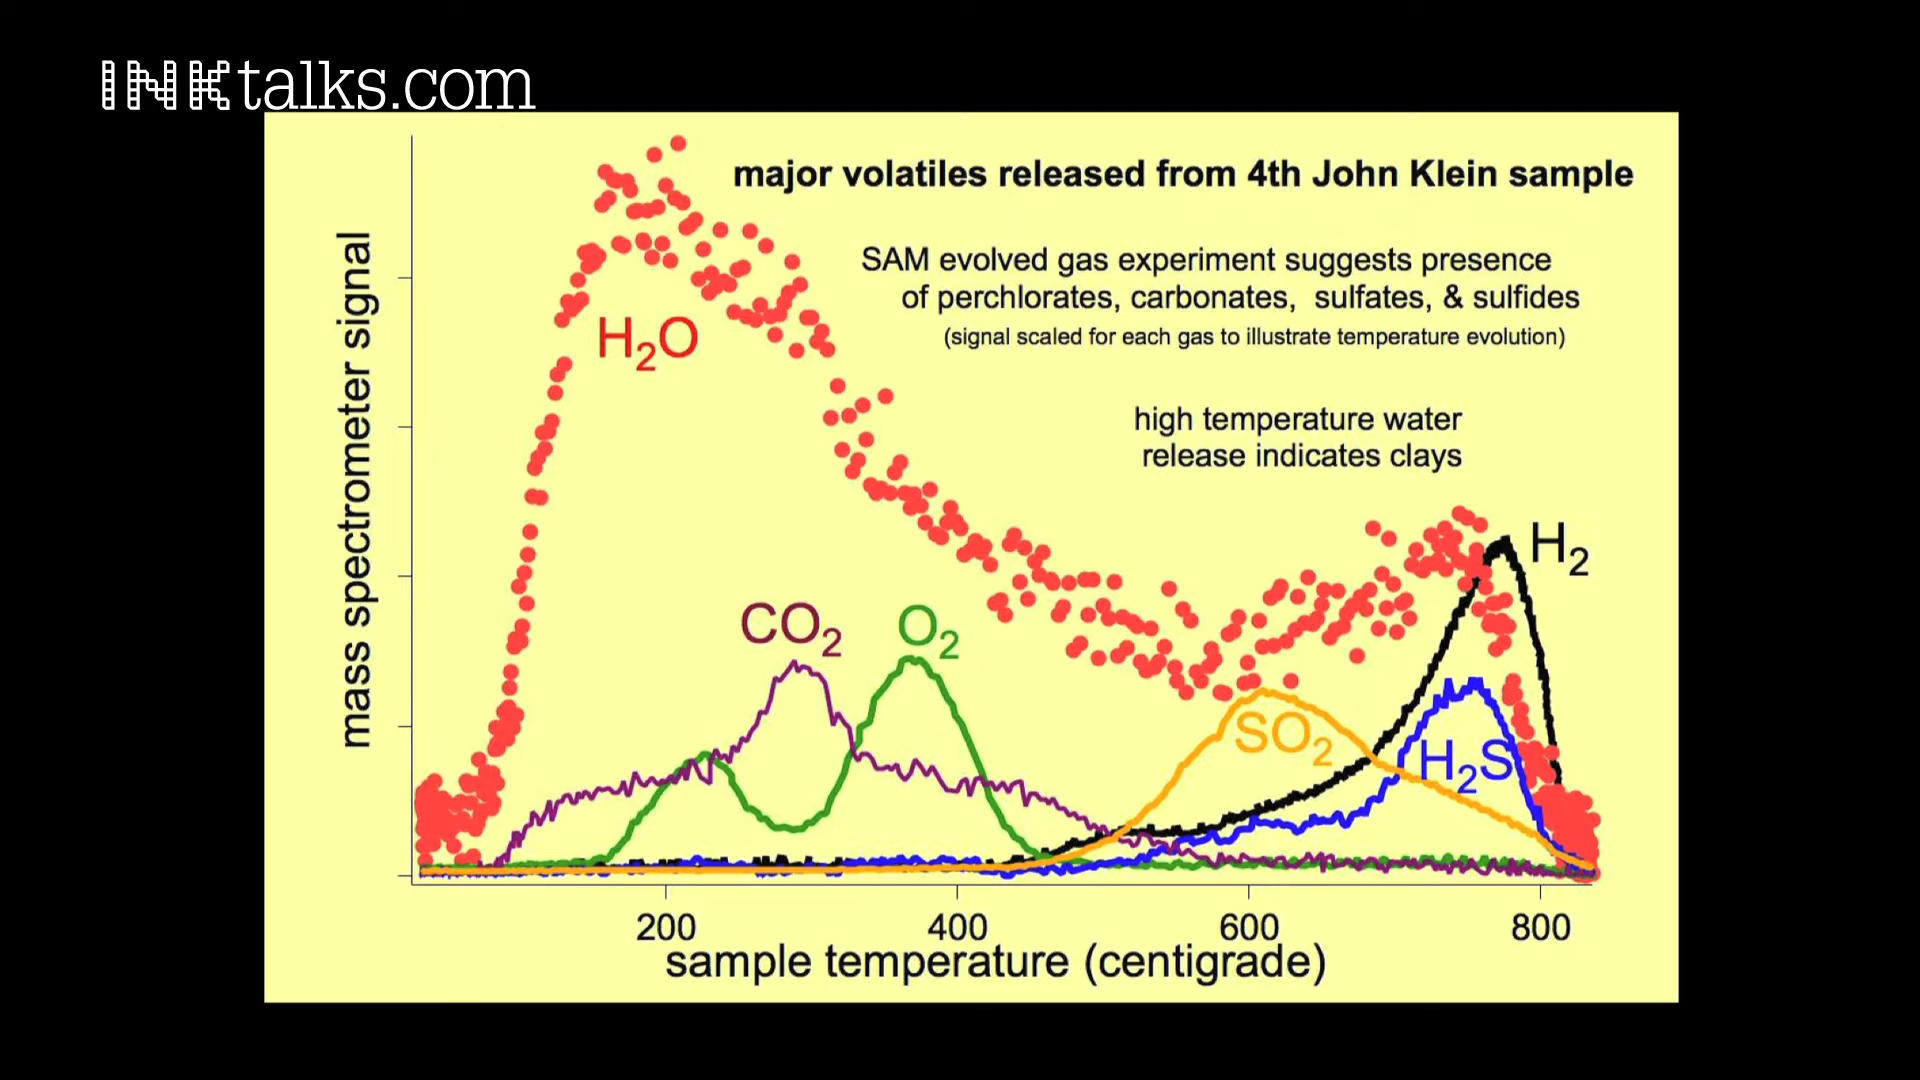 INKtalks.com
major volatiles released from 4th John Klein sample
SAM evolved gas experiment suggests presence
of perchlorates, carbonates, sulfates, & sulfides
(signal scaled for each gas to illustrate temperature evolution)
high temperature water
release indicates clays
mass spectrometer signal
H₂O
CO₂
O₂
SO₂
H₂S
H₂
200 400 600 800
sample temperature (centigrade)